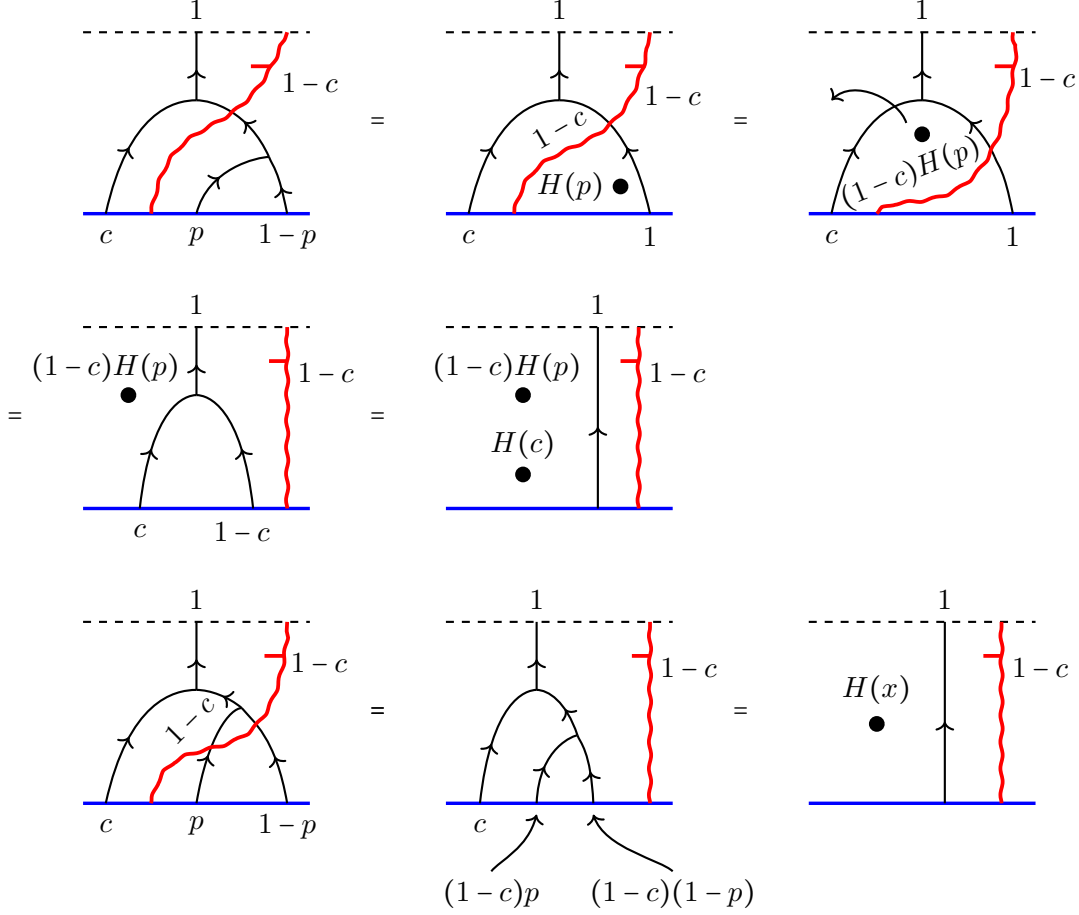 1 1 1
1 − c 1 − c 1 − c
= 1 − c =
H(p) (1−c)H(p)
c p 1 − p c 1 c 1
1 1
(1−c)H(p) 1 − c (1−c)H(p) 1 − c
= = H(c)
c 1 − c
1 1 1
1 − c 1 − c 1 − c
1 − c = = H(x)
c p 1 − p c
(1−c)p (1−c)(1−p)